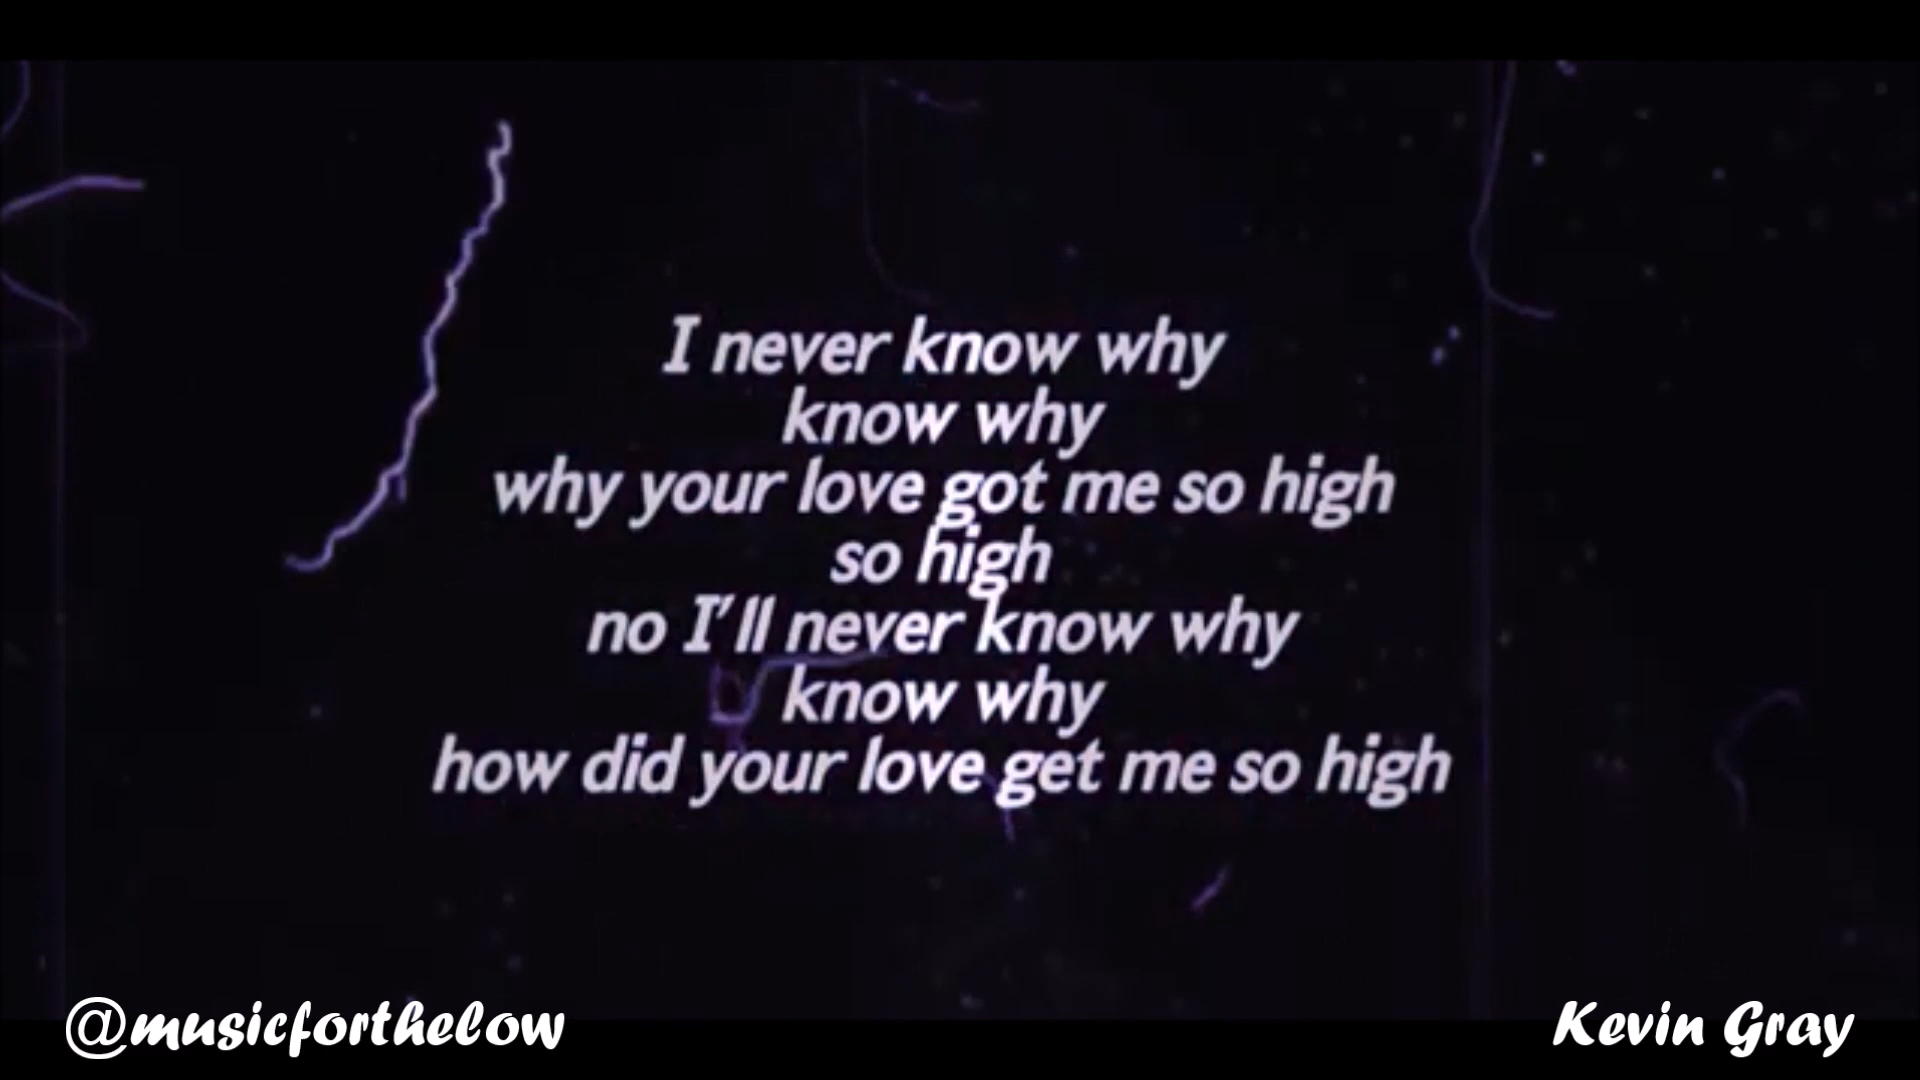 I never know why
know why
why your love got me so high
so high
no I'll never know why
know why
how did your love get me so high
@musicforthelow
Kevin Gray